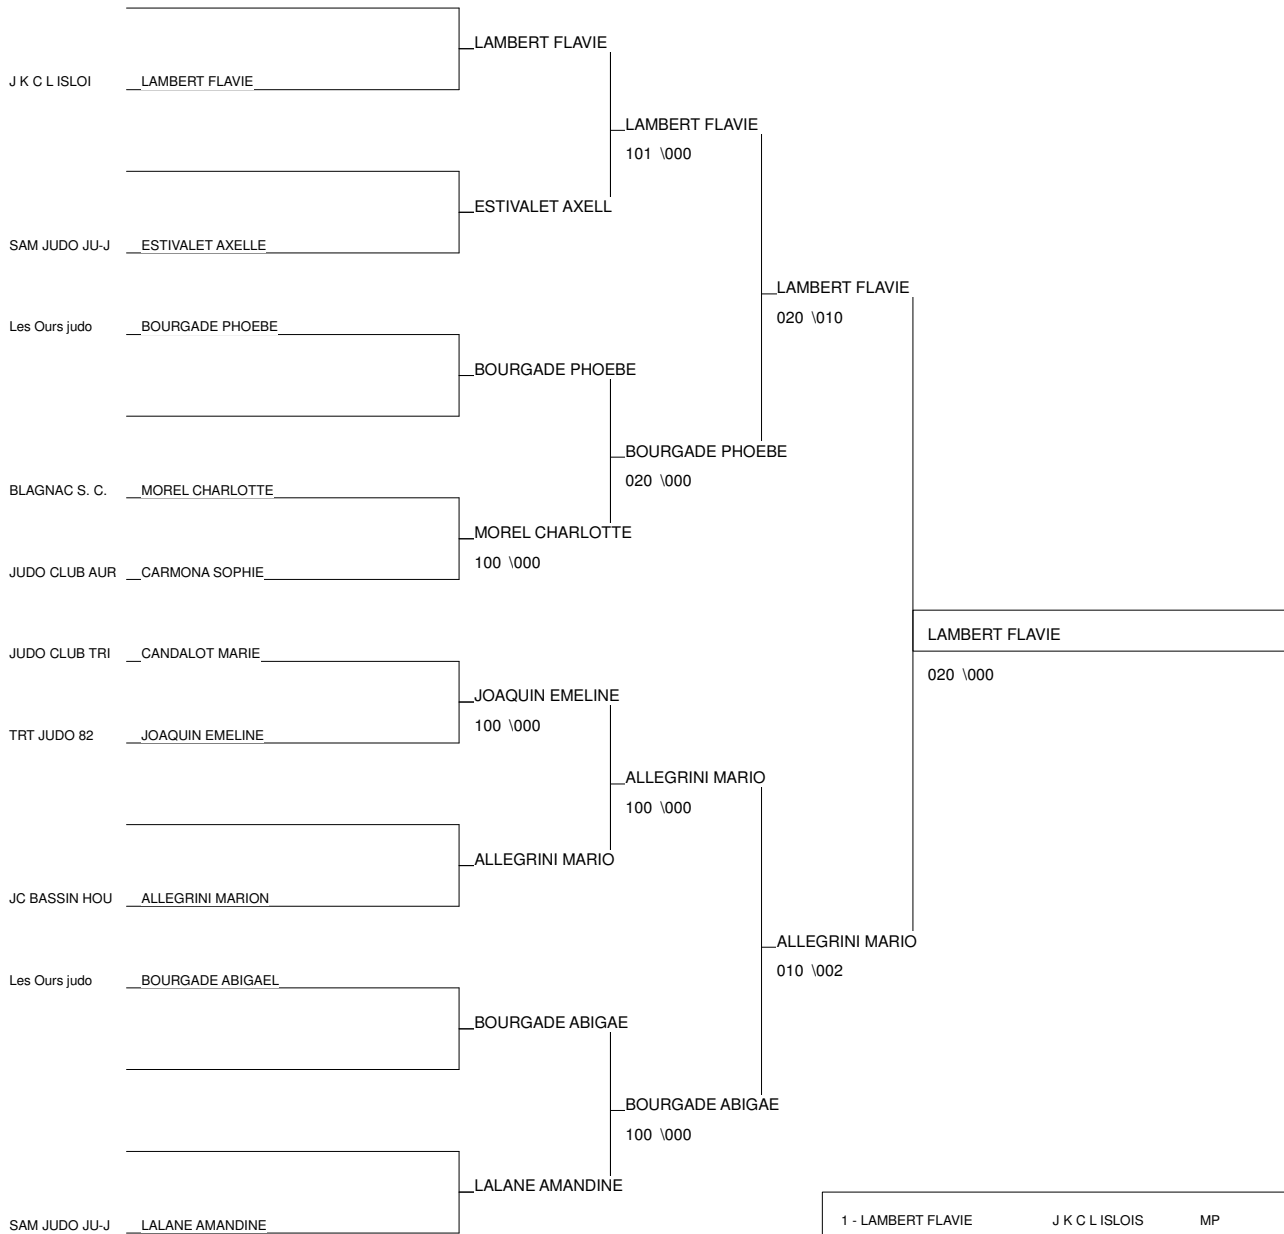 LAMBERT FLAVIE
J K C L ISLOI LAMBERT FLAVIE
LAMBERT FLAVIE
101 \000
ESTIVALET AXELL
SAM JUDO JU-J ESTIVALET AXELLE
LAMBERT FLAVIE
020 \010
Les Ours judo BOURGADE PHOEBE
BOURGADE PHOEBE
BOURGADE PHOEBE
020 \000
BLAGNAC S. C. MOREL CHARLOTTE
MOREL CHARLOTTE
100 \000
JUDO CLUB AUR CARMONA SOPHIE
LAMBERT FLAVIE
020 \000
JUDO CLUB TRI CANDALOT MARIE
JOAQUIN EMELINE
100 \000
TRT JUDO 82 JOAQUIN EMELINE
ALLEGRINI MARIO
100 \000
ALLEGRINI MARIO
JC BASSIN HOU ALLEGRINI MARION
ALLEGRINI MARIO
010 \002
Les Ours judo BOURGADE ABIGAEL
BOURGADE ABIGAE
BOURGADE ABIGAE
100 \000
LALANE AMANDINE
SAM JUDO JU-J LALANE AMANDINE
1 - LAMBERT FLAVIE J K C L ISLOIS MP